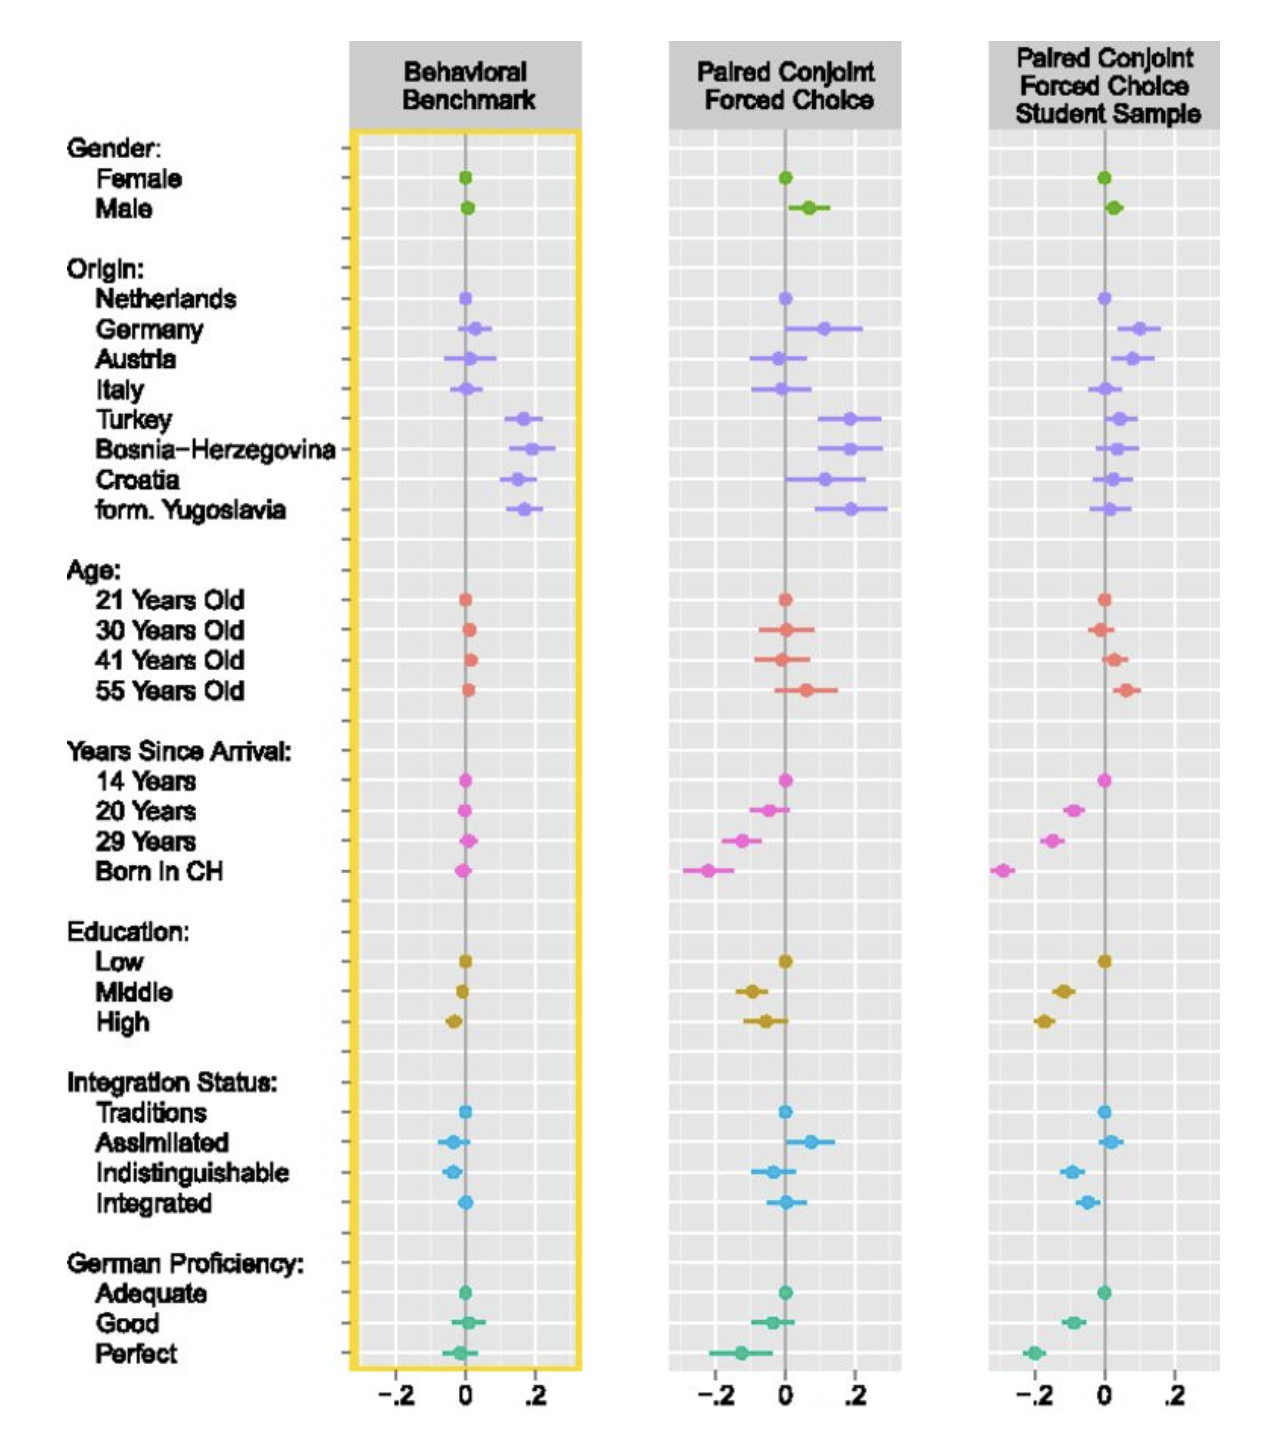 Behavioral
Benchmark
Paired Conjoint
Forced Choice
Paired Conjoint
Forced Choice
Student Sample
Gender:
Female
Male
Origin:
Netherlands
Germany
Austria
Italy
Turkey
Bosnia-Herzegovina
Croatia
form. Yugoslavia
Age:
21 Years Old
30 Years Old
41 Years Old
55 Years Old
Years Since Arrival:
14 Years
20 Years
29 Years
Born in CH
Education:
Low
Middle
High
Integration Status:
Traditions
Assimilated
Indistinguishable
Integrated
German Proficiency:
Adequate
Good
Perfect
-.2 0 .2 -.2 0 .2 -.2 0 .2